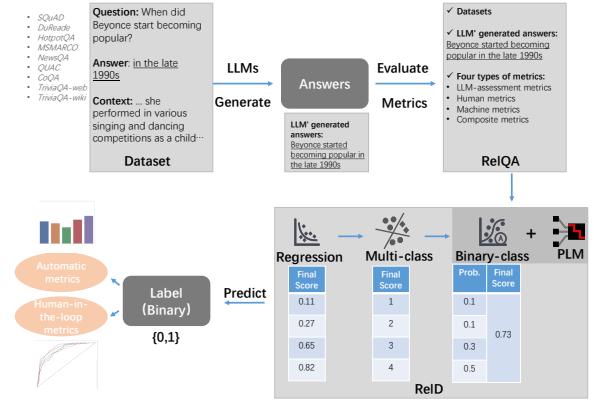 SQuAD
DuReade
HotpotQA
MSMARCO
NewsQA
QUAC
CoQA
TriviaQA-web
TriviaQA-wiki
Question: When did
Beyonce start becoming
popular?
Answer: in the late
1990s
Context: ... she
performed in various
singing and dancing
competitions as a child…
Dataset
LLMs
Generate
Answers
LLM' generated
answers:
Beyonce started
becoming popular in
the late 1990s
Evaluate
Metrics
✓ Datasets
✓ LLM' generated answers:
Beyonce started becoming
popular in the late 1990s
✓ Four types of metrics:
• LLM-assessment metrics
• Human metrics
• Machine metrics
• Composite metrics
RelQA
Regression
Multi-class
Binary-class
+
PLM
A
Final
Score
0.11
0.27
0.65
0.82
Final
Score
1
2
3
4
Prob.
Final
Score
0.1
0.1
0.3
0.5
0.73
RelD
Predict
Label
(Binary)
{0,1}
Automatic
metrics
Human-in-
the-loop
metrics